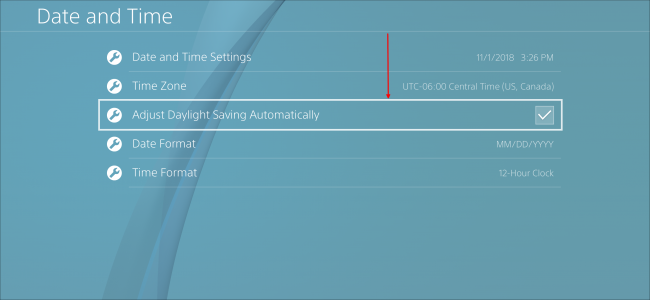 Date and Time
Date and Time Settings 11/1/2018 3:26 PM
Time Zone UTC-06:00 Central Time (US, Canada)
Adjust Daylight Saving Automatically
Date Format MM/DD/YYYY
Time Format 12-Hour Clock